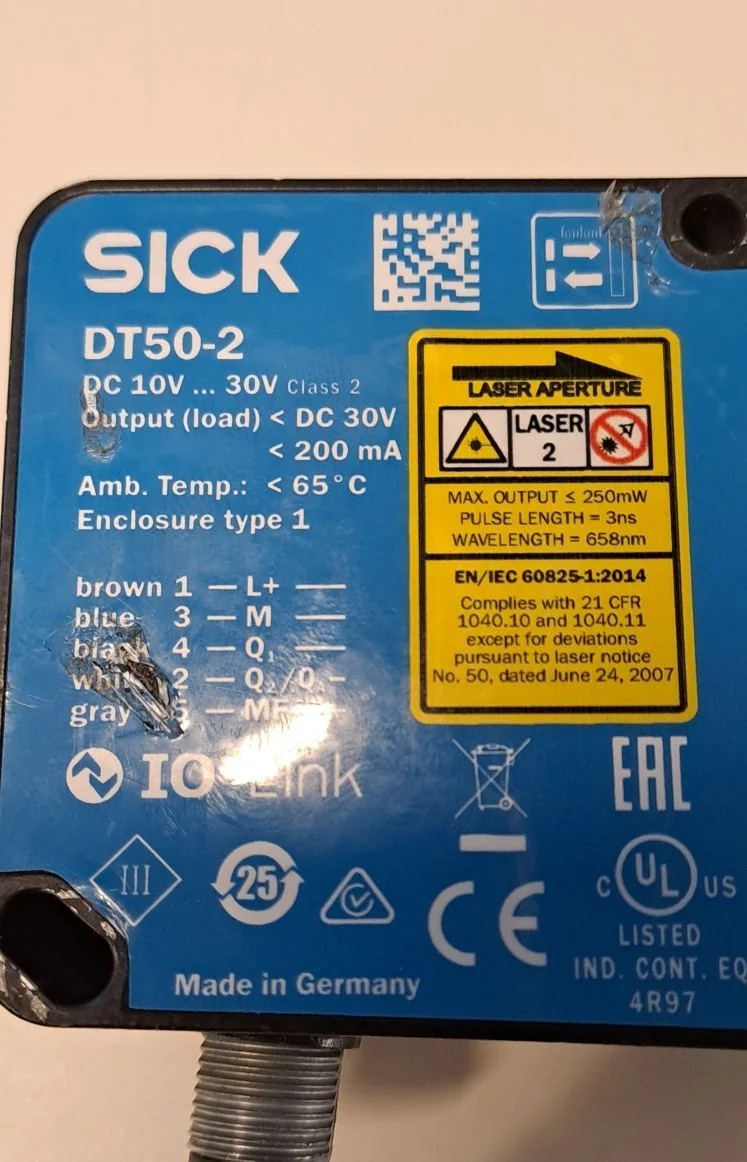 SICK
DT50-2
DC 10V ... 30V Class 2
Output (load) < DC 30V
< 200 mA
Amb. Temp.: < 65°C
Enclosure type 1
brown 1 — L+ —
blue 3 — M —
black 4 — Q₁ —
2 — Q₂/Q
gray 5 — MF —
IO-Link
LASER APERTURE
LASER
2
MAX. OUTPUT ≤ 250mW
PULSE LENGTH = 3ns
WAVELENGTH = 658nm
EN/IEC 60825-1:2014
Complies with 21 CFR
1040.10 and 1040.11
except for deviations
pursuant to laser notice
No. 50, dated June 24, 2007
EAC
III
25
CE
C UL US
LISTED
IND. CONT. EQ
4R97
Made in Germany